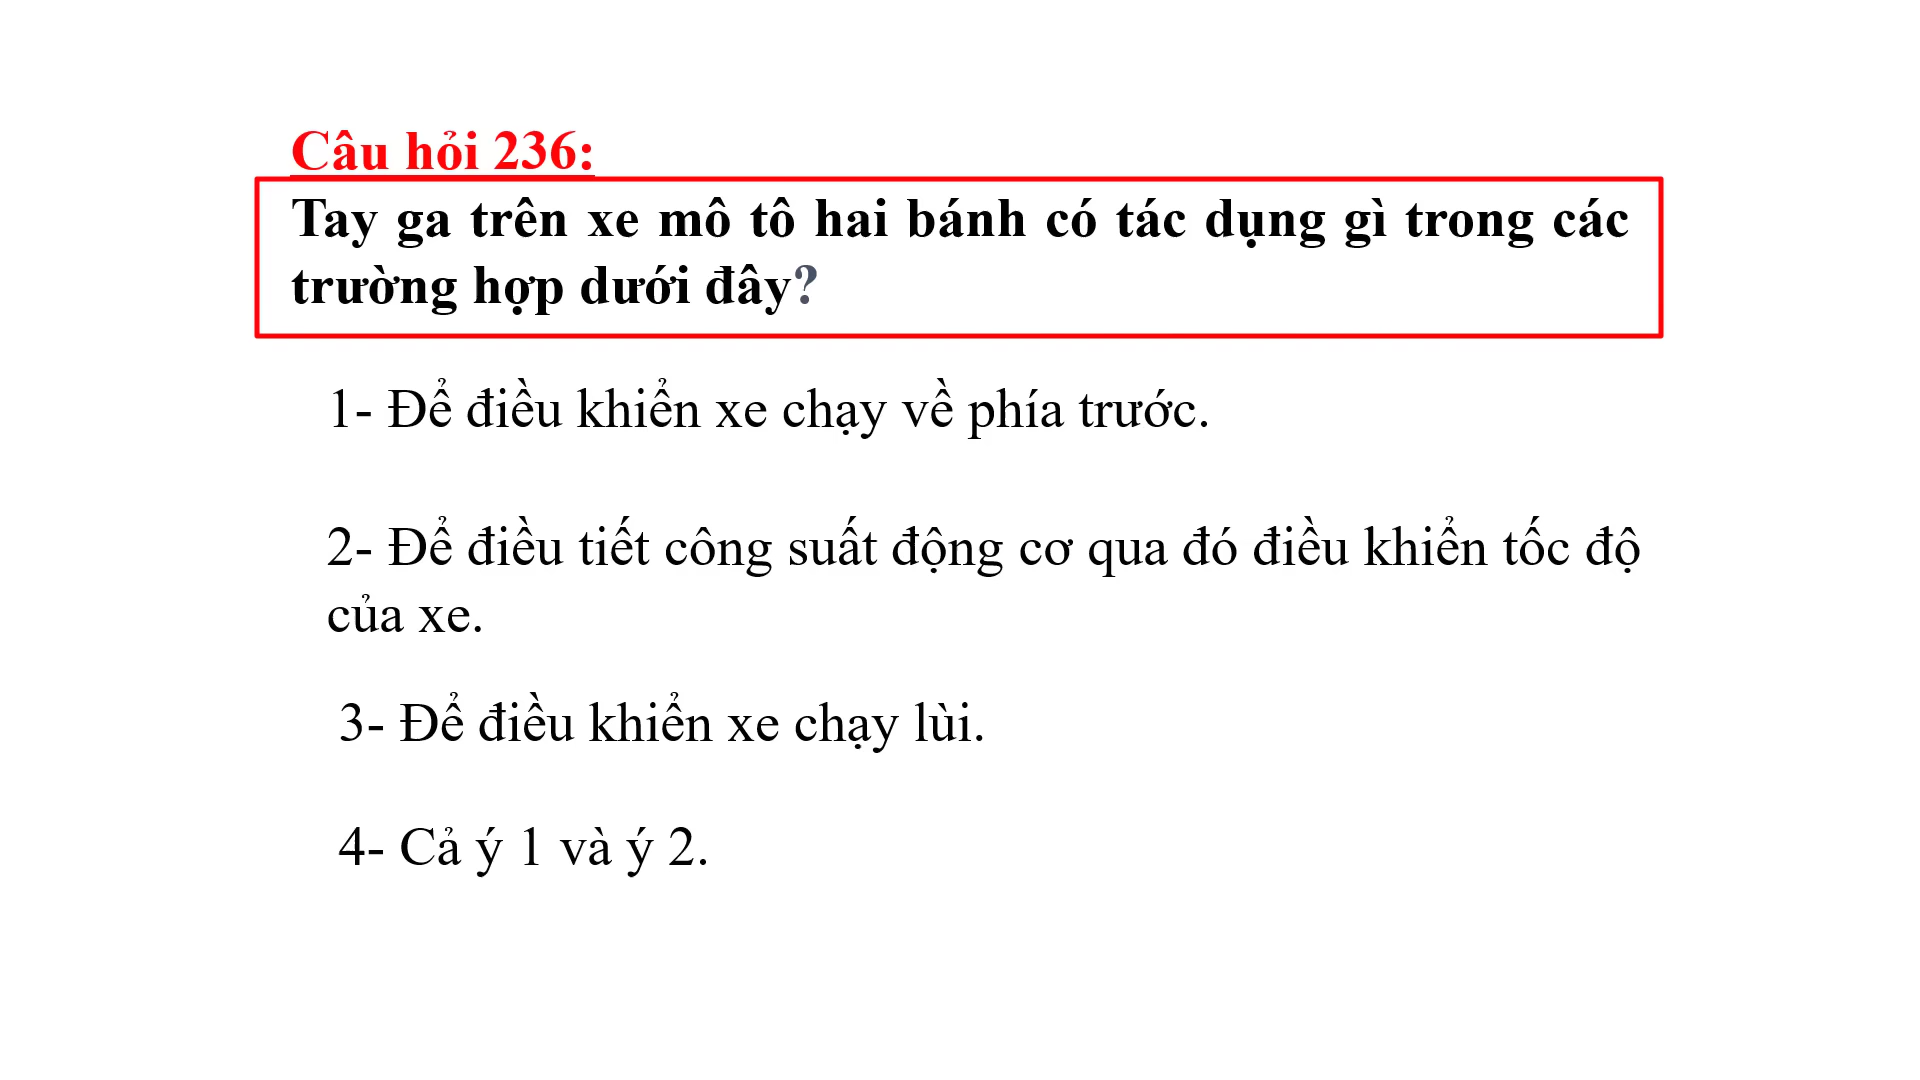 Câu hỏi 236:
Tay ga trên xe mô tô hai bánh có tác dụng gì trong các
trường hợp dưới đây?
1- Để điều khiển xe chạy về phía trước.
2- Để điều tiết công suất động cơ qua đó điều khiển tốc độ
của xe.
3- Để điều khiển xe chạy lùi.
4- Cả ý 1 và ý 2.